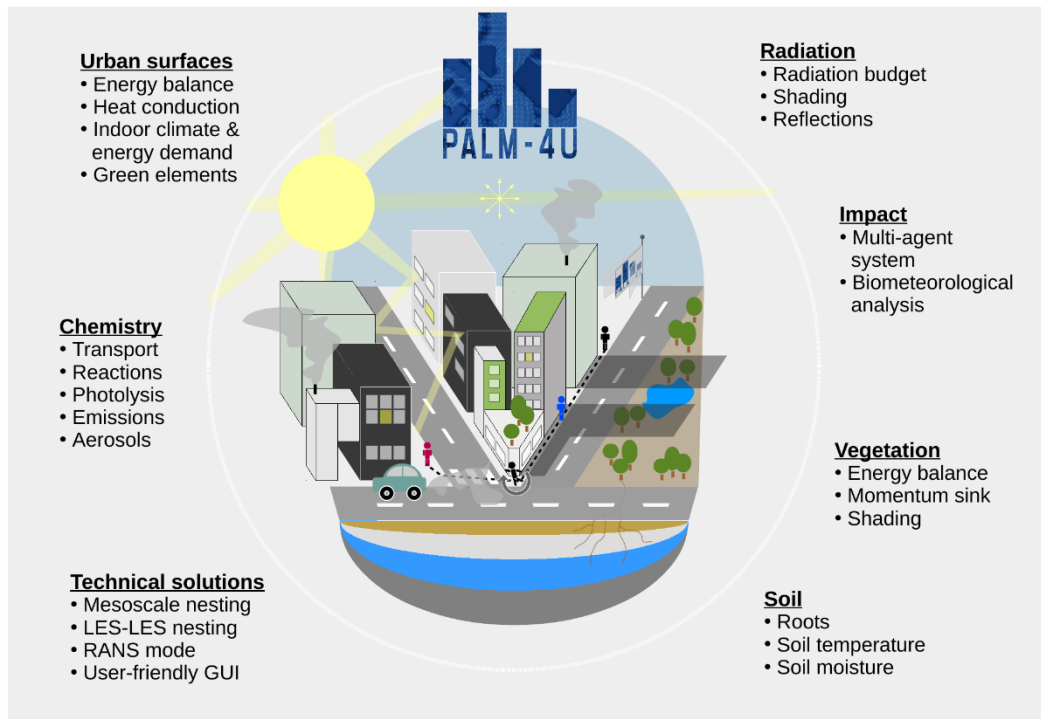 PALM-4U
Urban surfaces
• Energy balance
• Heat conduction
• Indoor climate &
energy demand
• Green elements
Radiation
• Radiation budget
• Shading
• Reflections
Impact
• Multi-agent
system
• Biometeorological
analysis
Chemistry
• Transport
• Reactions
• Photolysis
• Emissions
• Aerosols
Vegetation
• Energy balance
• Momentum sink
• Shading
Technical solutions
• Mesoscale nesting
• LES-LES nesting
• RANS mode
• User-friendly GUI
Soil
• Roots
• Soil temperature
• Soil moisture